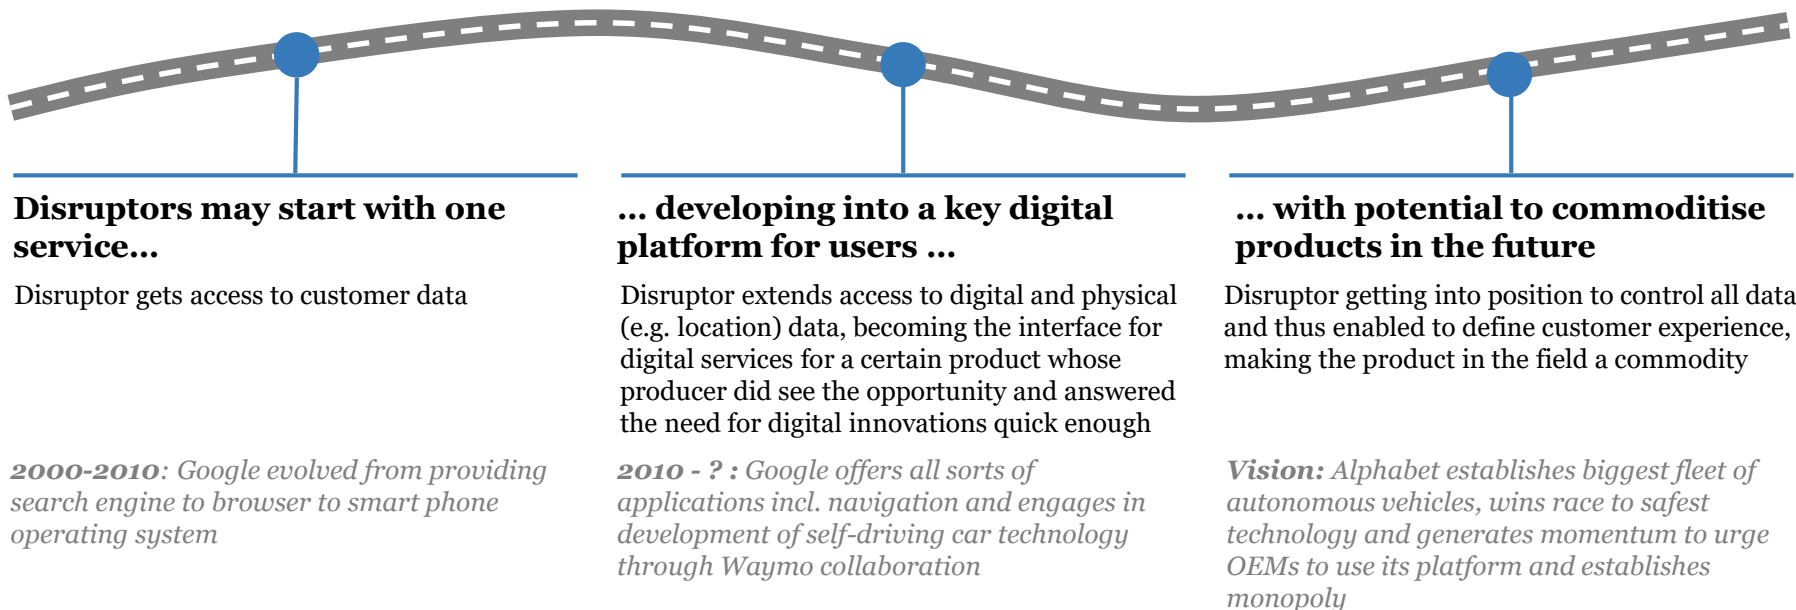 Disruptors may start with one
service...
Disruptor gets access to customer data
2000-2010: Google evolved from providing
search engine to browser to smart phone
operating system
... developing into a key digital
platform for users ...
Disruptor extends access to digital and physical
(e.g. location) data, becoming the interface for
digital services for a certain product whose
producer did see the opportunity and answered
the need for digital innovations quick enough
2010 - ? : Google offers all sorts of
applications incl. navigation and engages in
development of self-driving car technology
through Waymo collaboration
... with potential to commoditise
products in the future
Disruptor getting into position to control all data
and thus enabled to define customer experience,
making the product in the field a commodity
Vision: Alphabet establishes biggest fleet of
autonomous vehicles, wins race to safest
technology and generates momentum to urge
OEMs to use its platform and establishes
monopoly